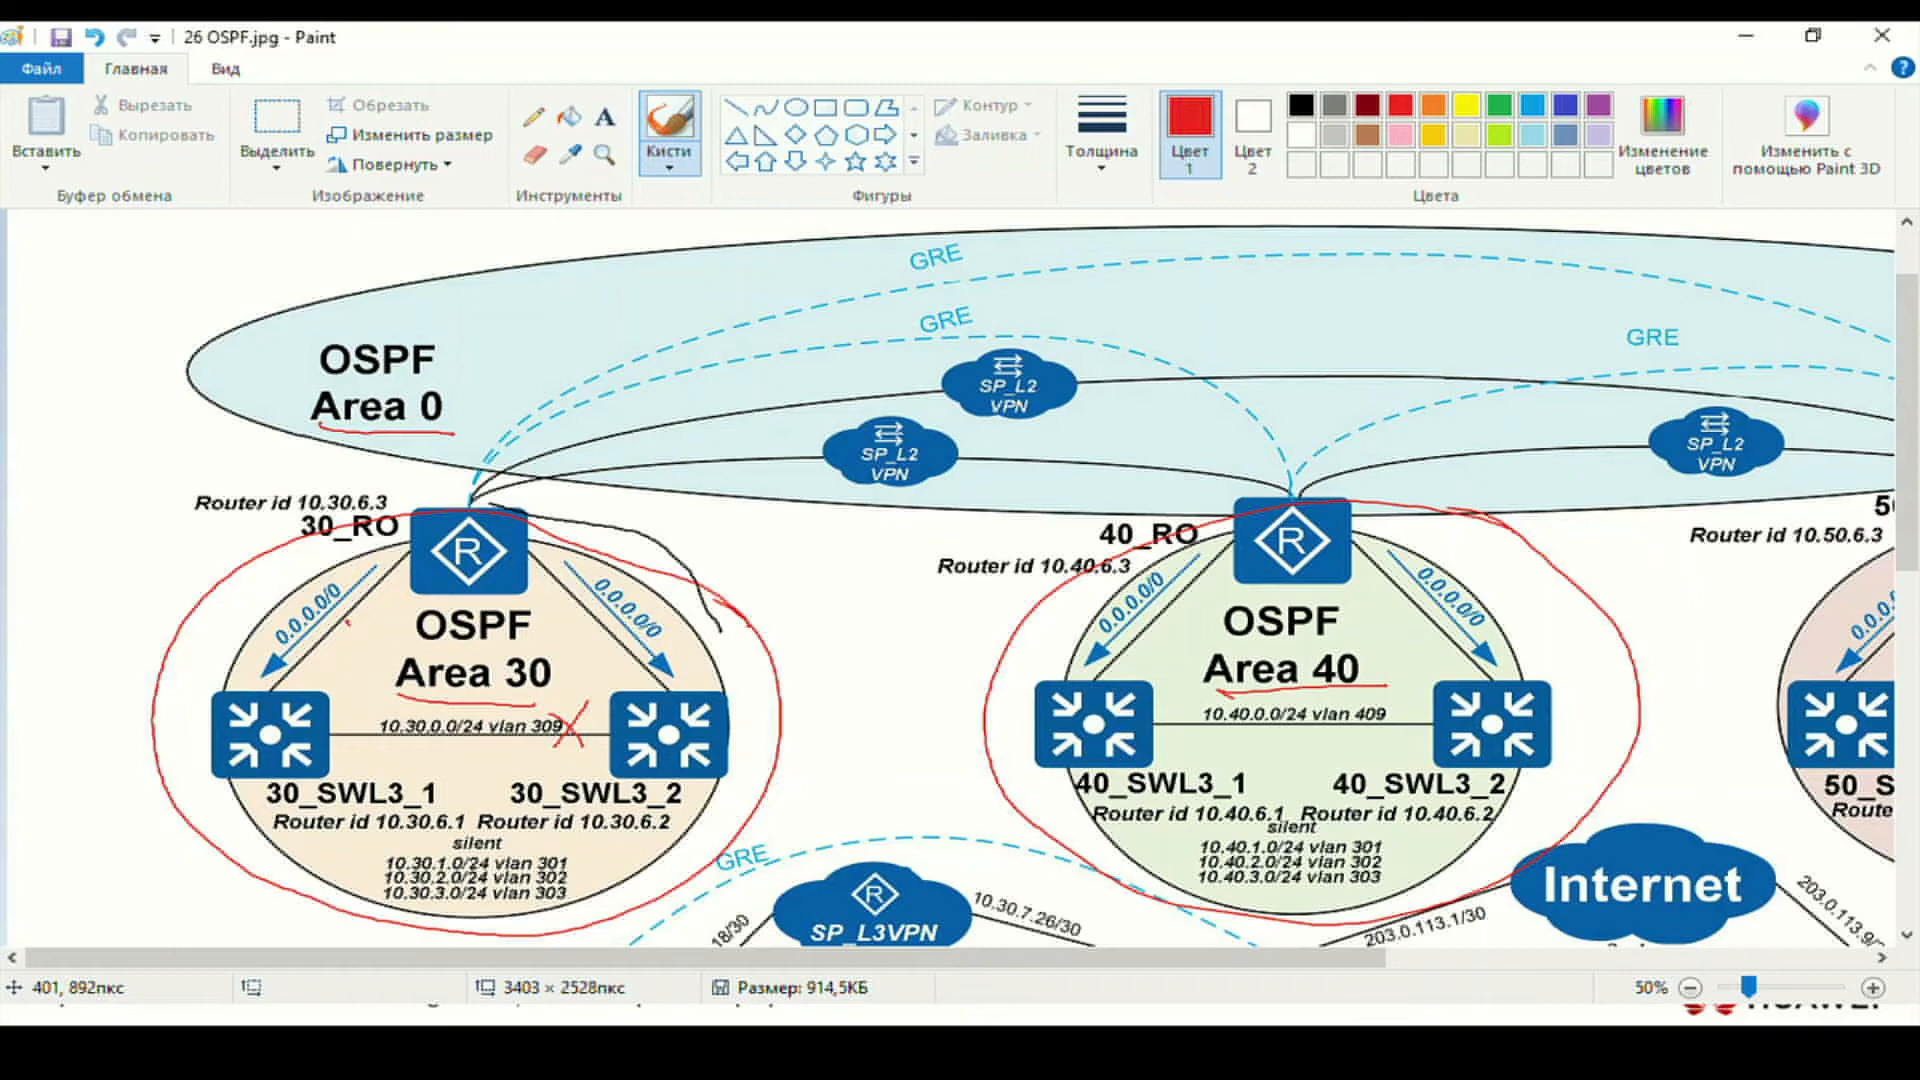 26 OSPF.jpg - Paint
Файл
Главная
Вид
Вставить
Вырезать
Копировать
Буфер обмена
Выделить
Обрезать
Изменить размер
Повернуть
Изображение
A
Инструменты
Кисти
Контур
Заливка
Фигуры
Толщина
Цвет 1
Цвет 2
Изменение цветов
Цвета
Изменить с помощью Paint 3D
GRE
GRE
GRE
OSPF
Area 0
SP_L2
VPN
SP_L2
VPN
SP_L2
VPN
Router id 10.30.6.3
30_RO
R
0.0.0.0/0
0.0.0.0/0
OSPF
Area 30
10.30.0.0/24 vlan 309
30_SWL3_1
30_SWL3_2
Router id 10.30.6.1
Router id 10.30.6.2
silent
10.30.1.0/24 vlan 301
10.30.2.0/24 vlan 302
10.30.3.0/24 vlan 303
40_RO
R
Router id 10.40.6.3
0.0.0.0/0
0.0.0.0/0
OSPF
Area 40
10.40.0.0/24 vlan 409
40_SWL3_1
40_SWL3_2
Router id 10.40.6.1
Router id 10.40.6.2
silent
10.40.1.0/24 vlan 301
10.40.2.0/24 vlan 302
10.40.3.0/24 vlan 303
Router id 10.50.6.3
50_S
Route
GRE
R
SP_L3VPN
18/30
10.30.7.26/30
203.0.113.1/30
Internet
203.0.113.9/
401, 892пкс
3403 × 2528пкс
Размер: 914,5КБ
50%